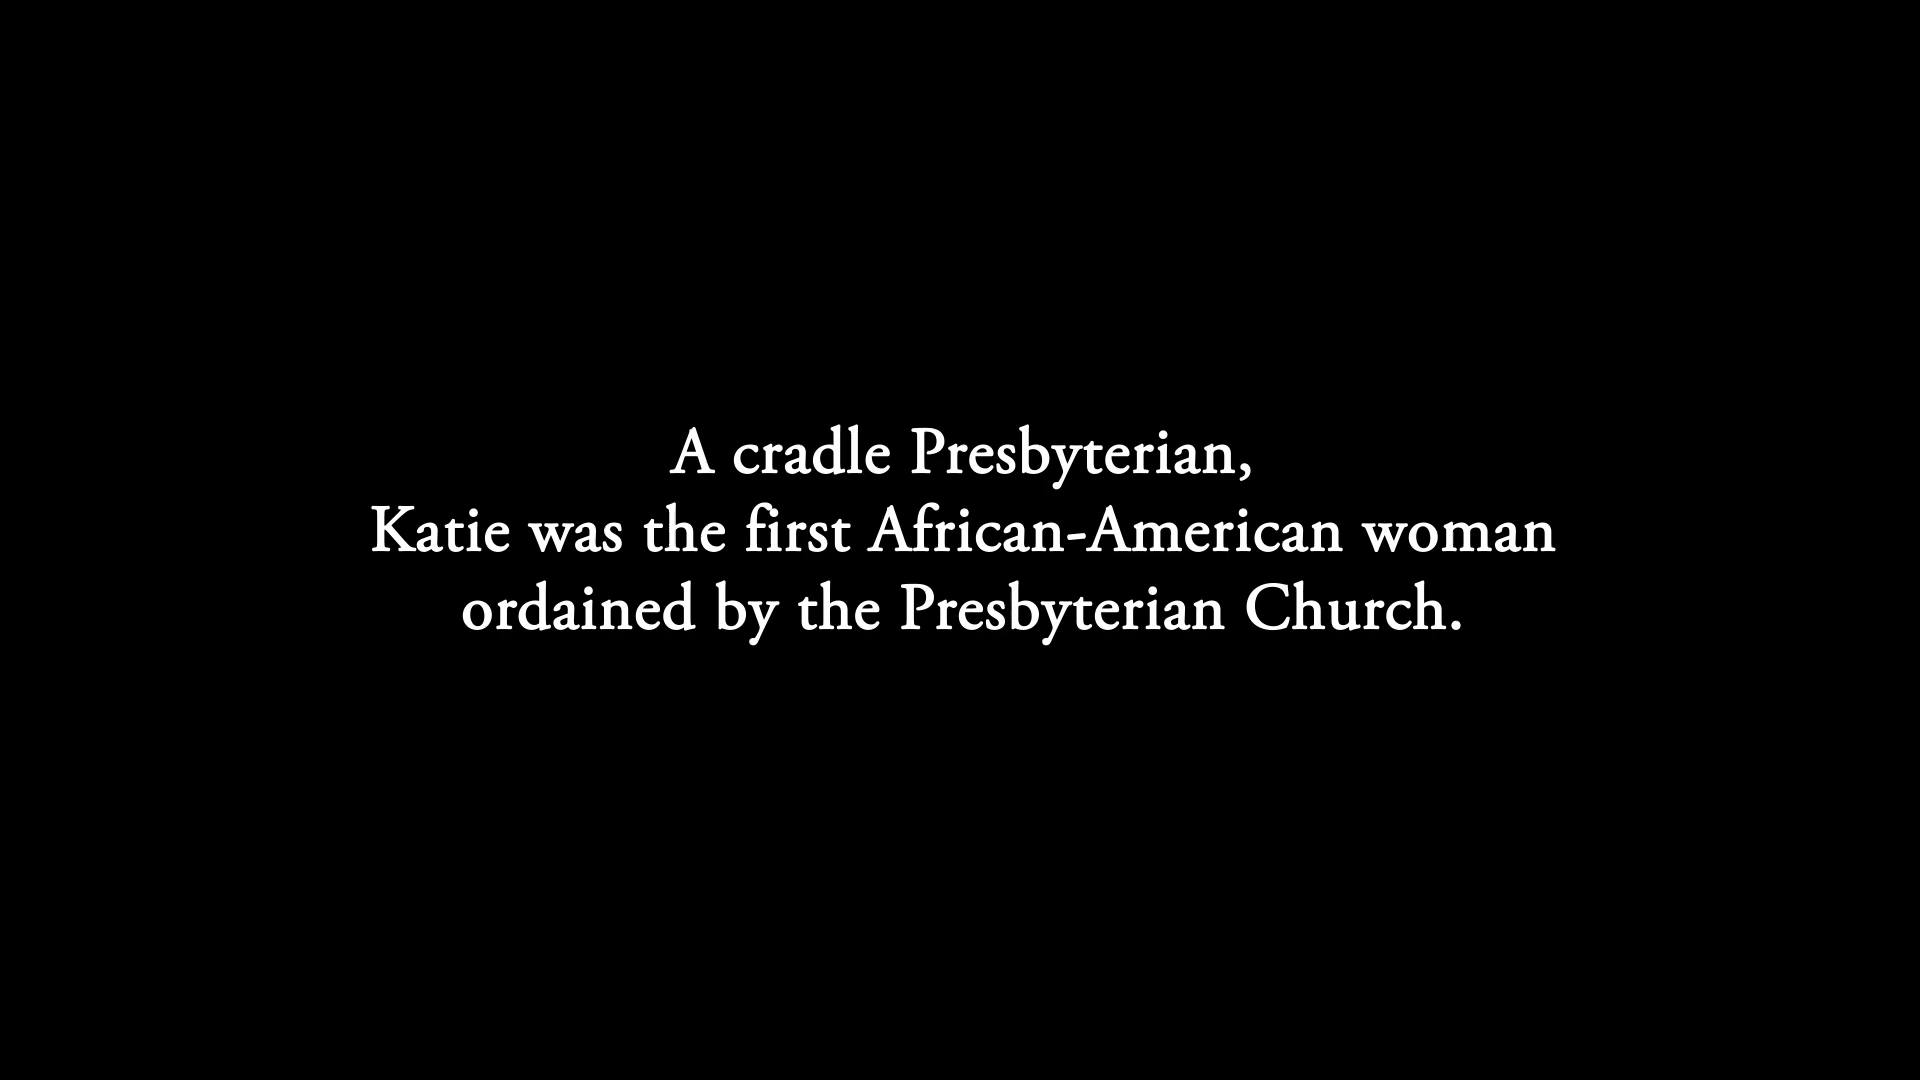 A cradle Presbyterian,
Katie was the first African-American woman
ordained by the Presbyterian Church.